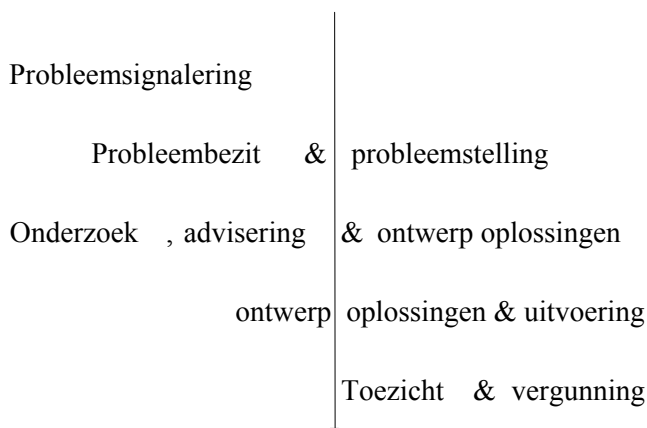 Probleemsignalering
Probleembezit & probleemstelling
Onderzoek , advisering & ontwerp oplossingen
ontwerp oplossingen & uitvoering
Toezicht & vergunning